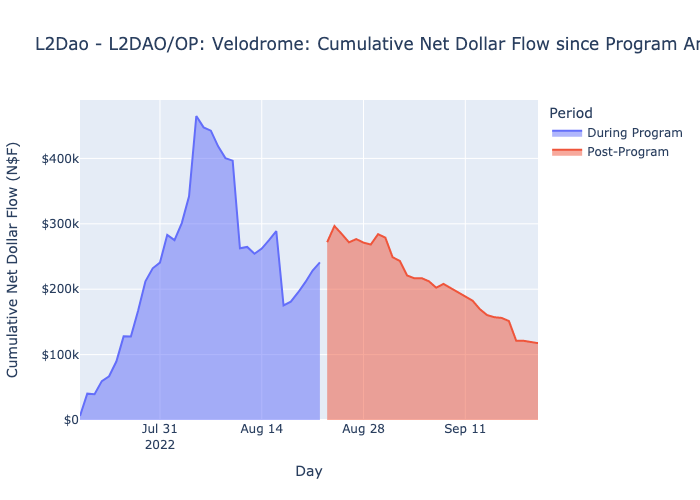 L2Dao - L2DAO/OP: Velodrome: Cumulative Net Dollar Flow since Program
Period
During Program
Post-Program
Cumulative Net Dollar Flow (N$F)
$400k
$300k
$200k
$100k
$0
Jul 31
2022
Aug 14
Aug 28
Sep 11
Day